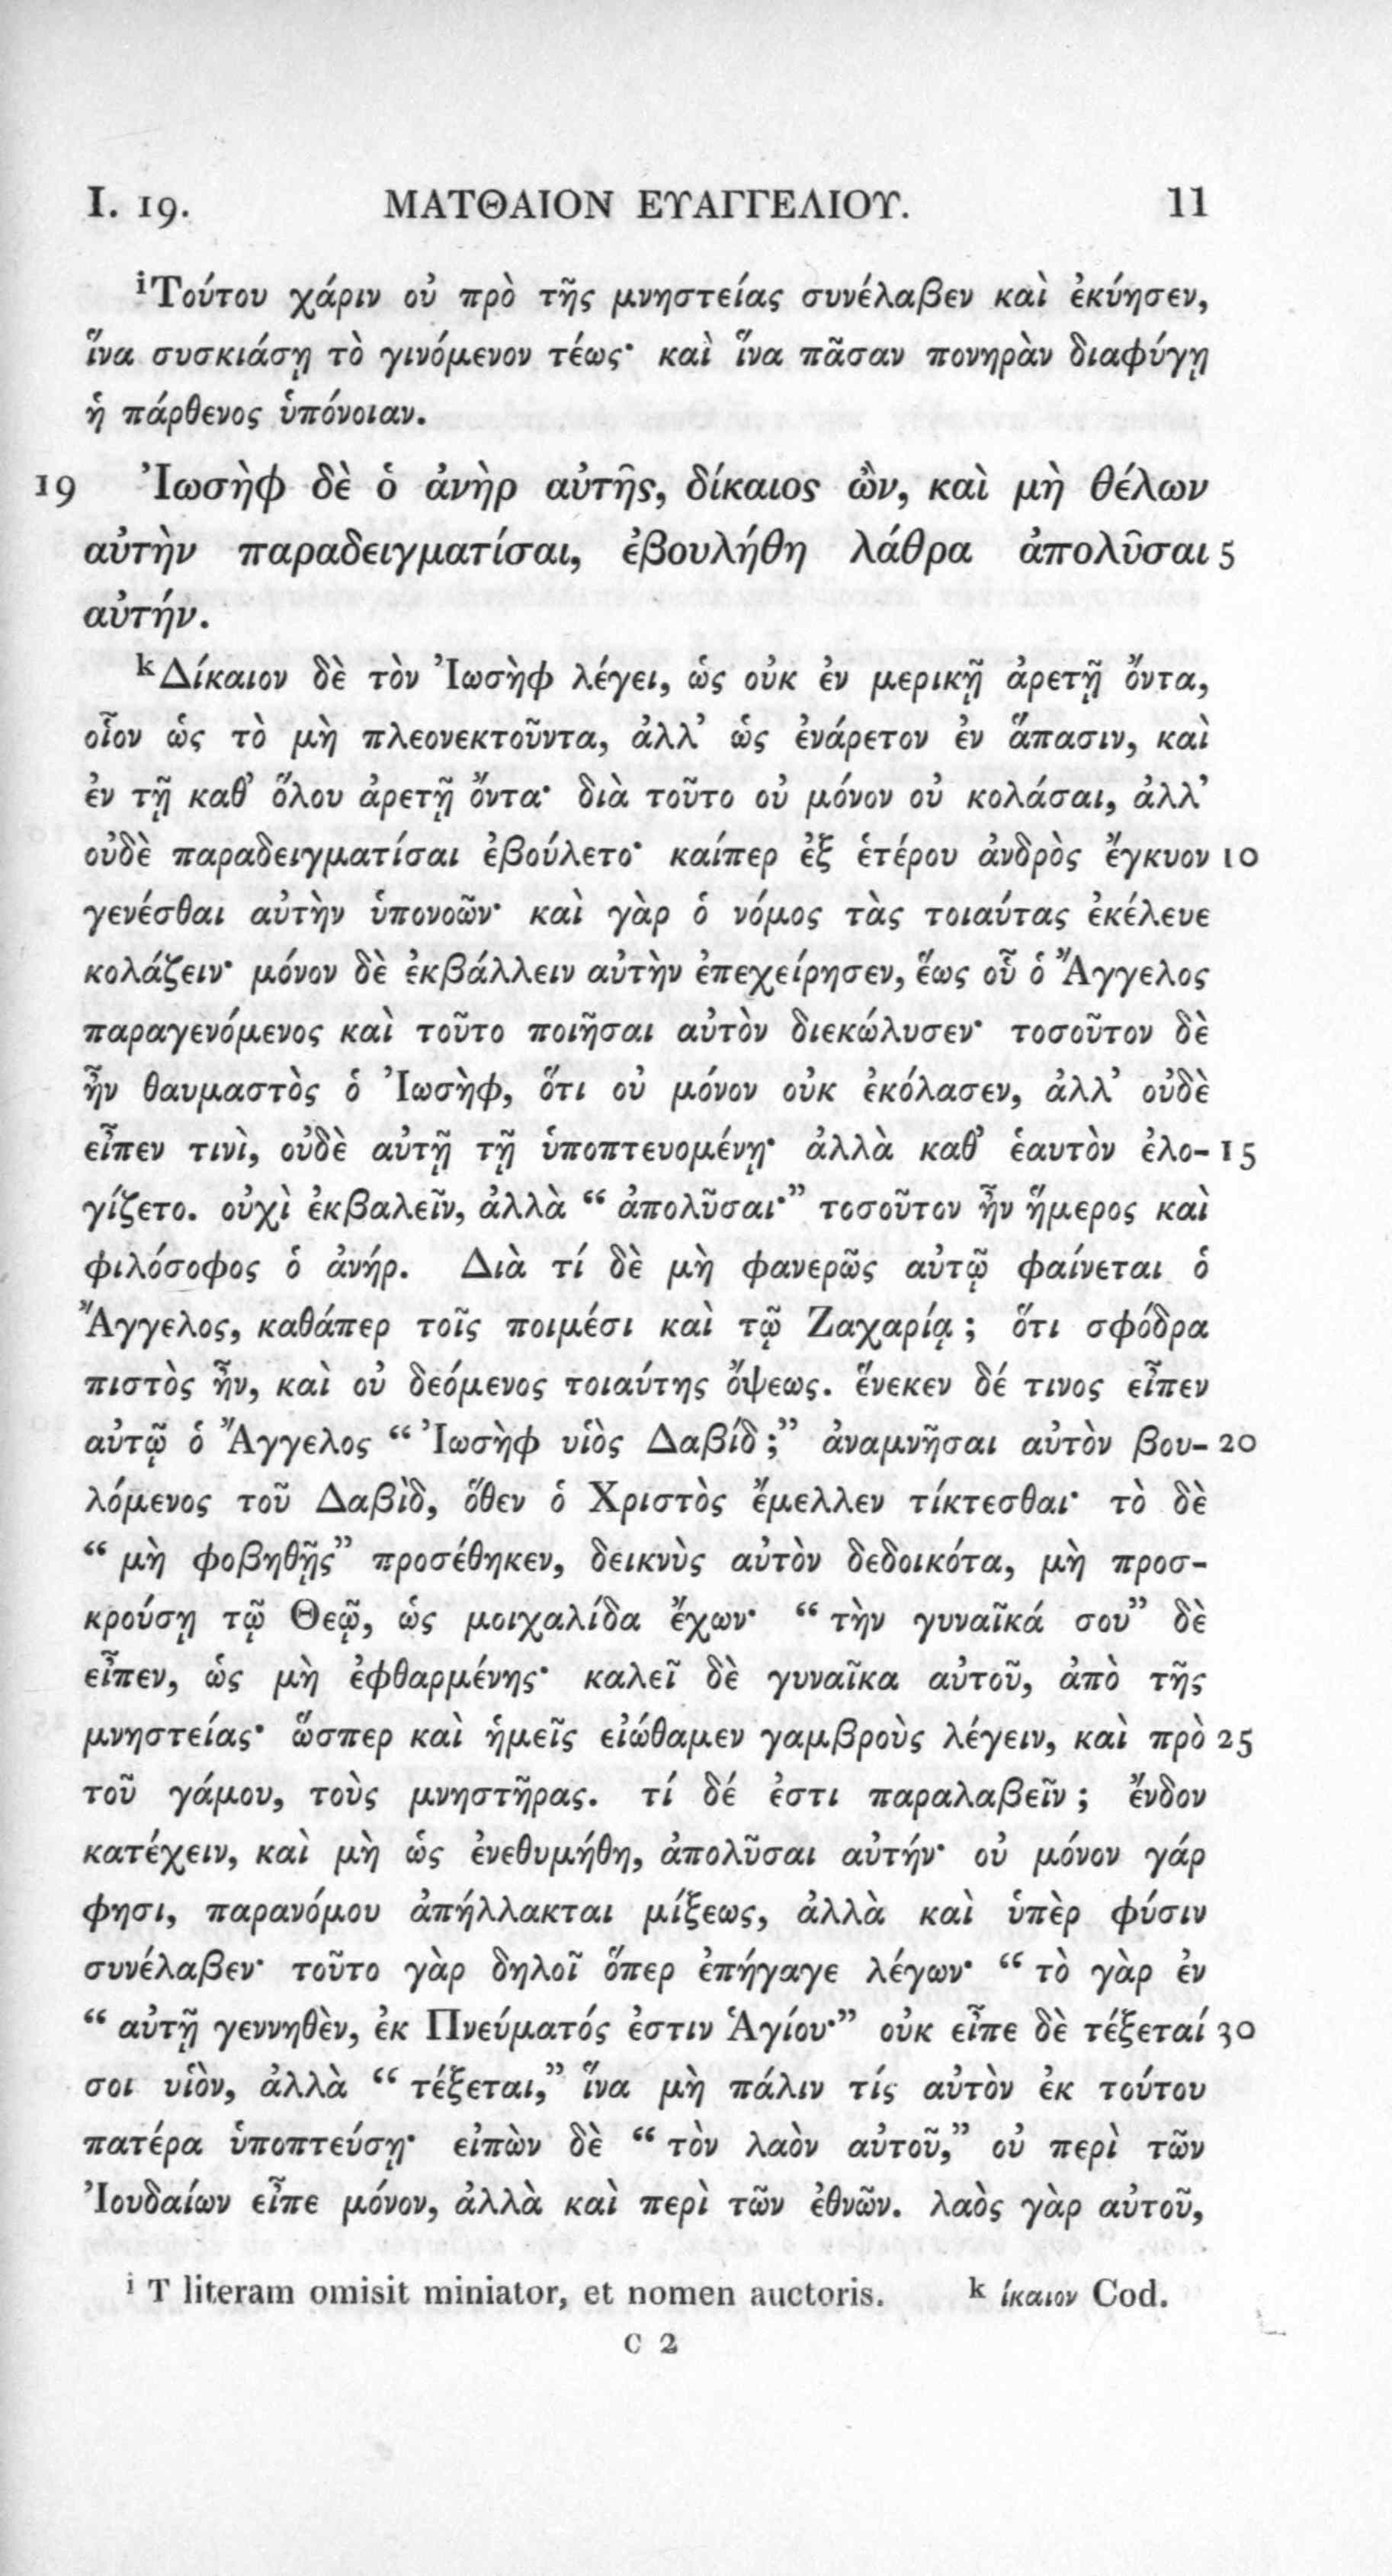 I. 19. ΜΑΤΘΑΙΟΝ ΕΥΑΓΓΕΛΙΟΥ. 11
ⁱΤούτου χάριν οὐ πρὸ τῆς μνηστείας συνέλαβεν καὶ ἐκύησεν,
ἵνα συσκιάσῃ τὸ γινόμενον τέως· καὶ ἵνα πᾶσαν πονηρὰν διαφύγῃ
ἡ πάρθενος ὑπόνοιαν.
19 Ἰωσὴφ δὲ ὁ ἀνὴρ αὐτῆς, δίκαιος ὢν, καὶ μὴ θέλων
αὐτὴν παραδειγματίσαι, ἐβουλήθη λάθρα ἀπολῦσαι 5
αὐτήν.
ᵏΔίκαιον δὲ τὸν Ἰωσὴφ λέγει, ὡς οὐκ ἐν μερικῇ ἀρετῇ ὄντα,
οἷον ὡς τὸ μὴ πλεονεκτοῦντα, ἀλλ' ὡς ἐνάρετον ἐν ἅπασιν, καὶ
ἐν τῇ καθ' ὅλου ἀρετῇ ὄντα· διὰ τοῦτο οὐ μόνον οὐ κολάσαι, ἀλλ'
οὐδὲ παραδειγματίσαι ἐβούλετο· καίπερ ἐξ ἑτέρου ἀνδρὸς ἔγκυον 10
γενέσθαι αὐτὴν ὑπονοῶν· καὶ γὰρ ὁ νόμος τὰς τοιαύτας ἐκέλευε
κολάζειν· μόνον δὲ ἐκβάλλειν αὐτὴν ἐπεχείρησεν, ἕως οὗ ὁ Ἄγγελος
παραγενόμενος καὶ τοῦτο ποιῆσαι αὐτὸν διεκώλυσεν· τοσοῦτον δὲ
ἦν θαυμαστὸς ὁ Ἰωσὴφ, ὅτι οὐ μόνον οὐκ ἐκόλασεν, ἀλλ' οὐδὲ
εἶπεν τινὶ, οὐδὲ αὐτῇ τῇ ὑποπτευομένῃ· ἀλλὰ καθ' ἑαυτὸν ἐλο- 15
γίζετο. οὐχὶ ἐκβαλεῖν, ἀλλὰ “ ἀπολῦσαι·” τοσοῦτον ἦν ἥμερος καὶ
φιλόσοφος ὁ ἀνήρ. Διὰ τί δὲ μὴ φανερῶς αὐτῷ φαίνεται ὁ
Ἄγγελος, καθάπερ τοῖς ποιμέσι καὶ τῷ Ζαχαρίᾳ ; ὅτι σφόδρα
πιστὸς ἦν, καὶ οὐ δεόμενος τοιαύτης ὄψεως. ἕνεκεν δέ τινος εἶπεν
αὐτῷ ὁ Ἄγγελος “ Ἰωσὴφ υἱὸς Δαβίδ ;” ἀναμνῆσαι αὐτὸν βου- 20
λόμενος τοῦ Δαβὶδ, ὅθεν ὁ Χριστὸς ἔμελλεν τίκτεσθαι· τὸ δὲ
“ μὴ φοβηθῇς” προσέθηκεν, δεικνὺς αὐτὸν δεδοικότα, μὴ προσ-
κρούσῃ τῷ Θεῷ, ὡς μοιχαλίδα ἔχων· “ τὴν γυναῖκά σου” δὲ
εἶπεν, ὡς μὴ ἐφθαρμένης· καλεῖ δὲ γυναῖκα αὐτοῦ, ἀπὸ τῆς
μνηστείας· ὥσπερ καὶ ἡμεῖς εἰώθαμεν γαμβροὺς λέγειν, καὶ πρὸ 25
τοῦ γάμου, τοὺς μνηστῆρας. τί δέ ἐστι παραλαβεῖν ; ἔνδον
κατέχειν, καὶ μὴ ὡς ἐνεθυμήθη, ἀπολῦσαι αὐτήν· οὐ μόνον γάρ
φησι, παρανόμου ἀπήλλακται μίξεως, ἀλλὰ καὶ ὑπὲρ φύσιν
συνέλαβεν· τοῦτο γὰρ δηλοῖ ὅπερ ἐπήγαγε λέγων· “ τὸ γὰρ ἐν
“ αὐτῇ γεννηθὲν, ἐκ Πνεύματός ἐστιν Ἁγίου·” οὐκ εἶπε δὲ τέξεταί 30
σοι υἱὸν, ἀλλὰ “ τέξεται,” ἵνα μὴ πάλιν τίς αὐτὸν ἐκ τούτου
πατέρα ὑποπτεύσῃ· εἰπὼν δὲ “ τὸν λαὸν αὐτοῦ,” οὐ περὶ τῶν
Ἰουδαίων εἶπε μόνον, ἀλλὰ καὶ περὶ τῶν ἐθνῶν. λαὸς γὰρ αὐτοῦ,
ⁱ Τ literam omisit miniator, et nomen auctoris. ᵏ ίκαιον Cod.
C 2